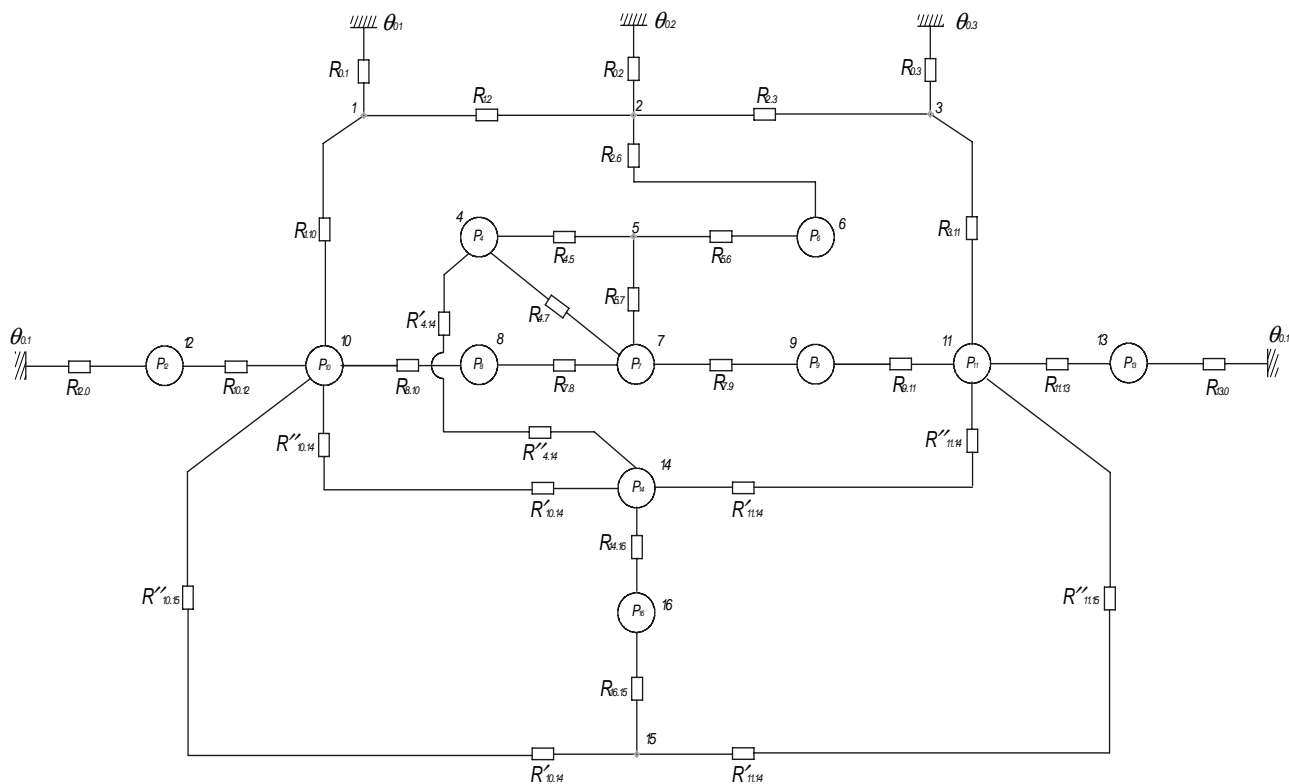 θ0.1
θ0.2
θ0.3
R0.1
R0.2
R0.3
1
R1.2
2
R2.3
3
R2.6
4
P4
R4.5
5
R5.6
P6
6
R1.10
R3.11
R5.7
R4.7
R'4.14
θ0.1
12
P12
R12.0
R10.12
10
P10
R8.10
8
P8
R7.8
7
P7
R7.9
9
P9
R9.11
11
P11
R11.13
13
P13
R13.0
θ0.1
R''10.14
R''4.14
R''11.14
14
P14
R'10.14
R'11.14
R14.16
R''10.15
P16
16
R''11.15
R16.15
15
R'10.14
R'11.14